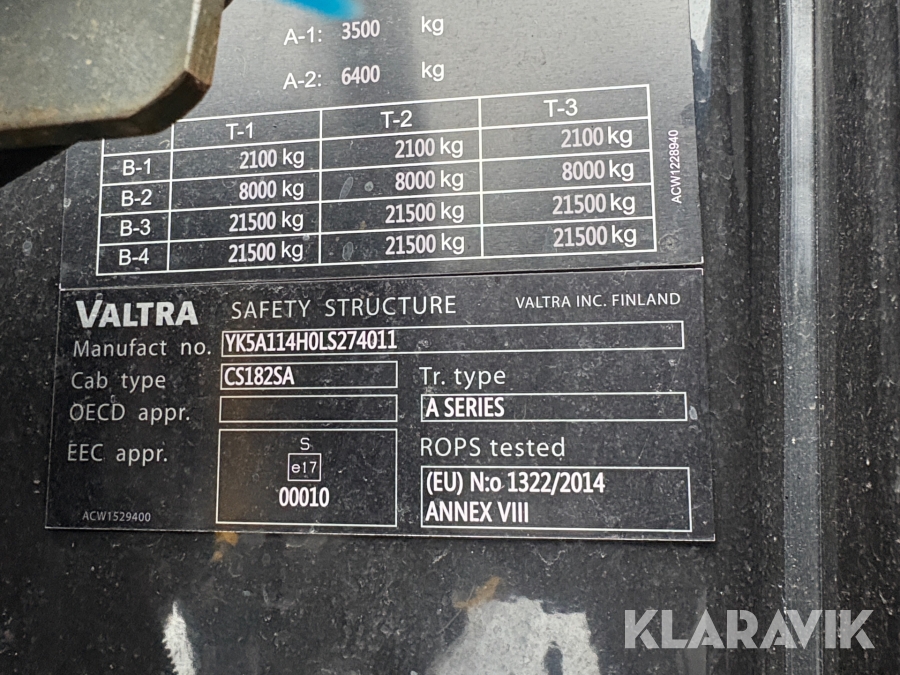 A-1: 3500 kg
A-2: 6400 kg
T-1 T-2 T-3
B-1 2100 kg 2100 kg 2100 kg
B-2 8000 kg 8000 kg 8000 kg
B-3 21500 kg 21500 kg 21500 kg
B-4 21500 kg 21500 kg 21500 kg
ACW1228940
VALTRA SAFETY STRUCTURE VALTRA INC. FINLAND
Manufact no. YK5A114H0LS274011
Cab type CS182SA Tr. type
OECD appr. A SERIES
EEC appr. S ROPS tested
e17
00010 (EU) N:o 1322/2014
ANNEX VIII
ACW1529400
KLARAVIK